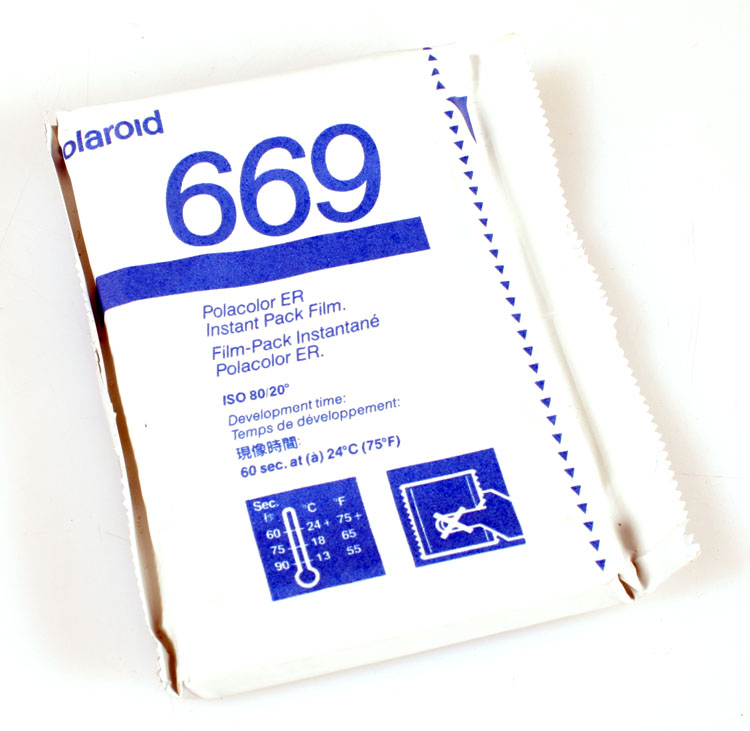 olaroid
669
Polacolor ER
Instant Pack Film.
Film-Pack Instantané
Polacolor ER.
ISO 80/20°
Development time:
Temps de développement:
現像時間:
60 sec. at (à) 24°C (75°F)
Sec. °C °F
60 24+ 75+
75 18 65
90 13 55